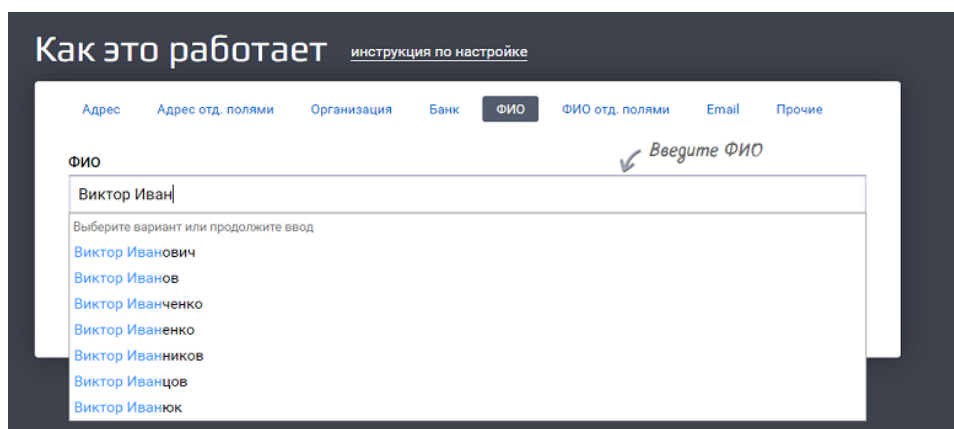 Как это работает инструкция по настройке
Адрес Адрес отд. полями Организация Банк ФИО ФИО отд. полями Email Прочие
Введите ФИО
ФИО
Виктор Иван
Выберите вариант или продолжите ввод
Виктор Иванович
Виктор Иванов
Виктор Иванченко
Виктор Иваненко
Виктор Иванников
Виктор Иванцов
Виктор Иванюк